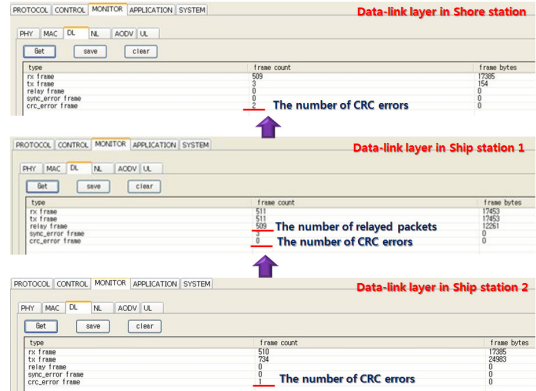 PROTOCOL CONTROL MONITOR APPLICATION SYSTEM
Data-link layer in Shore station
PHY MAC DL NL AODV UL
Get save clear
type frame count frame bytes
rx frame 509 17385
tx frame 3 154
relay frame 0 0
sync_error frame 0 0
crc_error frame 2 0
The number of CRC errors
PROTOCOL CONTROL MONITOR APPLICATION SYSTEM
Data-link layer in Ship station 1
PHY MAC DL NL AODV UL
Get save clear
type frame count frame bytes
rx frame 511 17453
tx frame 511 17453
relay frame 509 12261
The number of relayed packets
sync_error frame 3 0
crc_error frame 0 0
The number of CRC errors
PROTOCOL CONTROL MONITOR APPLICATION SYSTEM
Data-link layer in Ship station 2
PHY MAC DL NL AODV UL
Get save clear
type frame count frame bytes
rx frame 510 17385
tx frame 734 24983
relay frame 0 0
sync_error frame 0 0
crc_error frame 1 0
The number of CRC errors